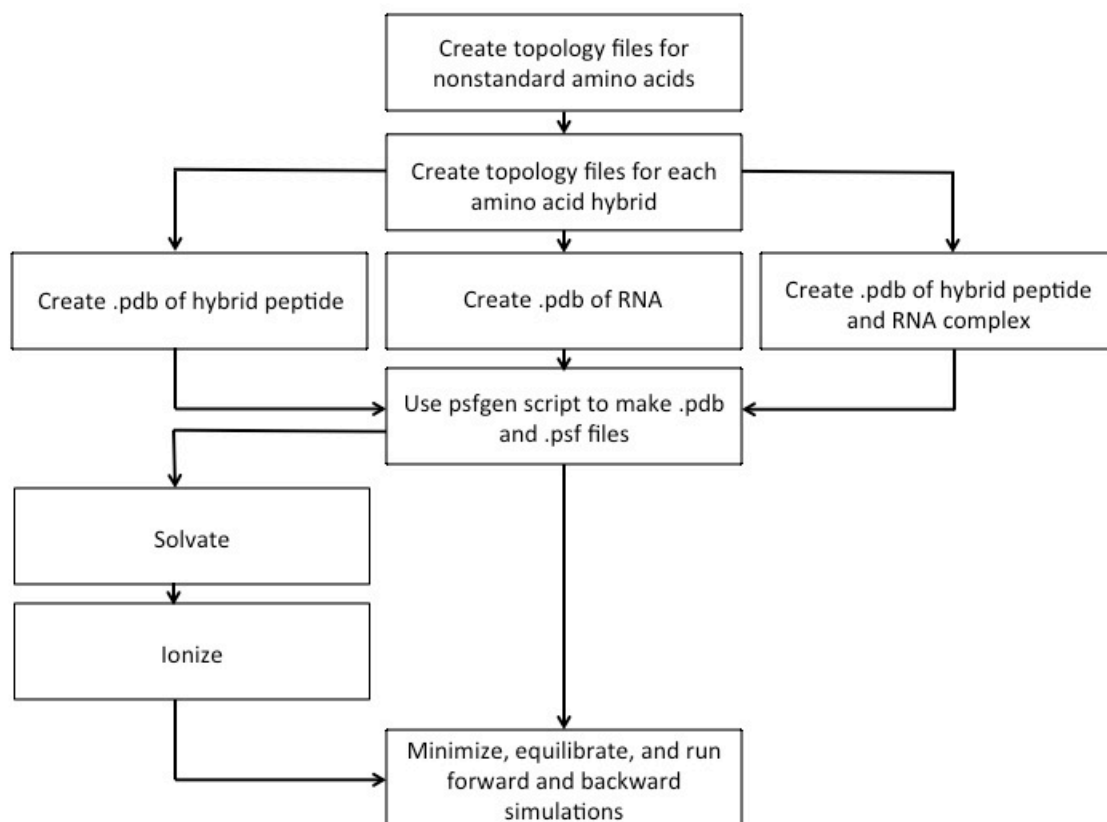 Create topology files for
nonstandard amino acids
Create topology files for each
amino acid hybrid
Create .pdb of hybrid peptide
Create .pdb of RNA
Create .pdb of hybrid peptide
and RNA complex
Use psfgen script to make .pdb
and .psf files
Solvate
Ionize
Minimize, equilibrate, and run
forward and backward
simulations